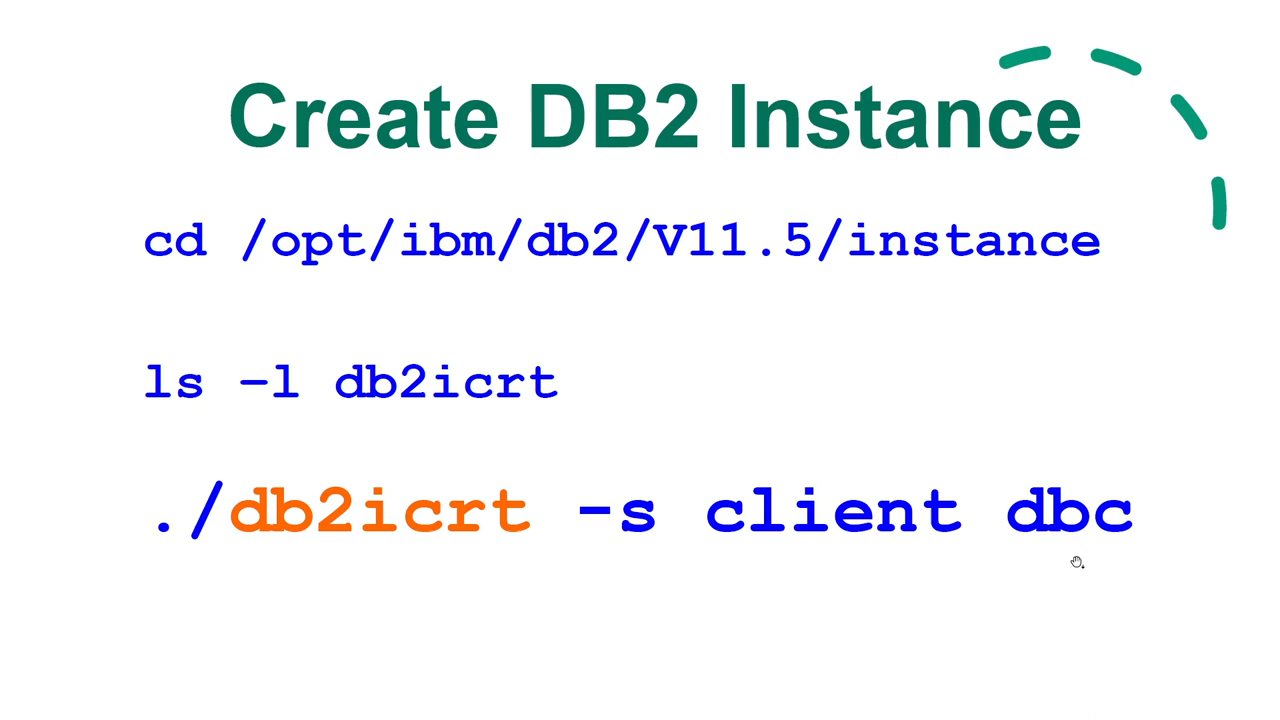 Create DB2 Instance
cd /opt/ibm/db2/V11.5/instance
ls –l db2icrt
./db2icrt -s client dbc